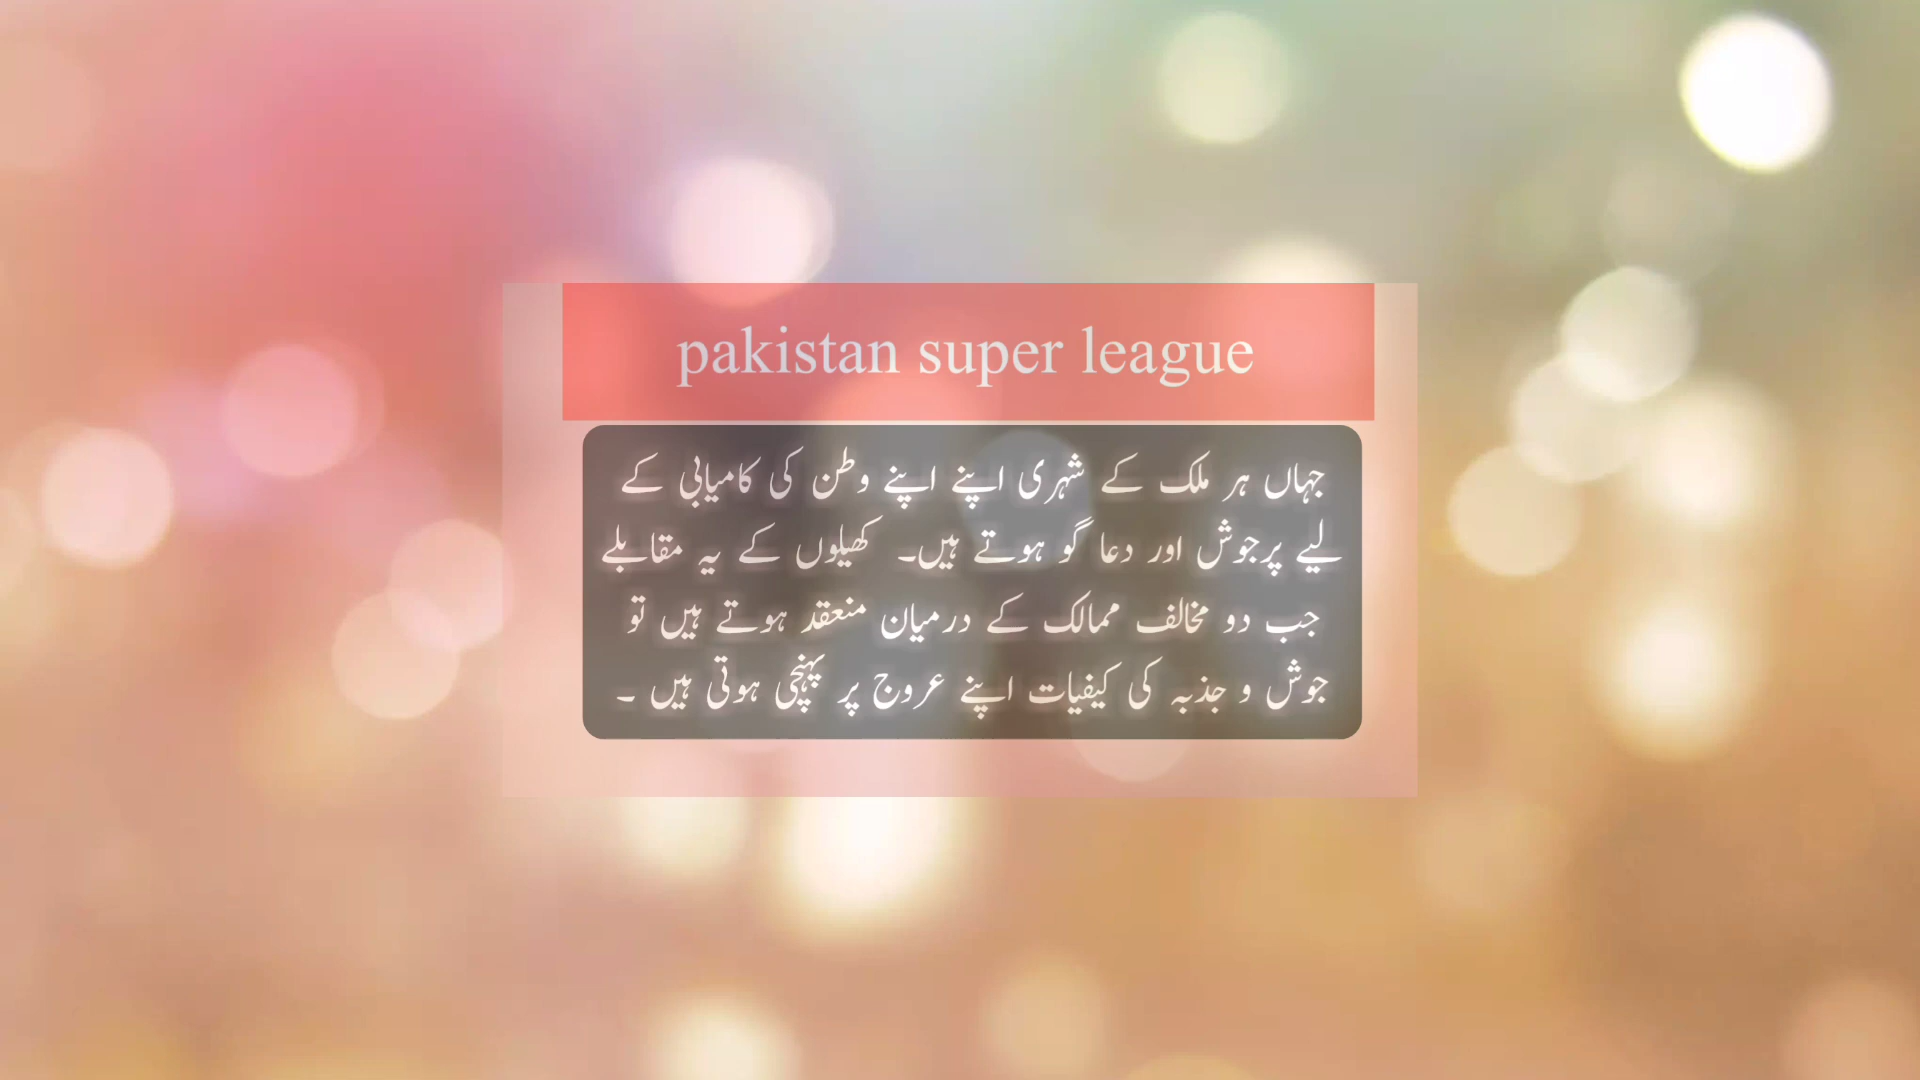 pakistan super league
جہاں ہر ملک کے شہری اپنے اپنے وطن کی کامیابی کے
لیے پرجوش اور دعا گو ہوتے ہیں۔ کھیلوں کے یہ مقابلے
جب دو مخالف ممالک کے درمیان منعقد ہوتے ہیں تو
جوش و جذبہ کی کیفیات اپنے عروج پر پہنچی ہوتی ہیں ۔